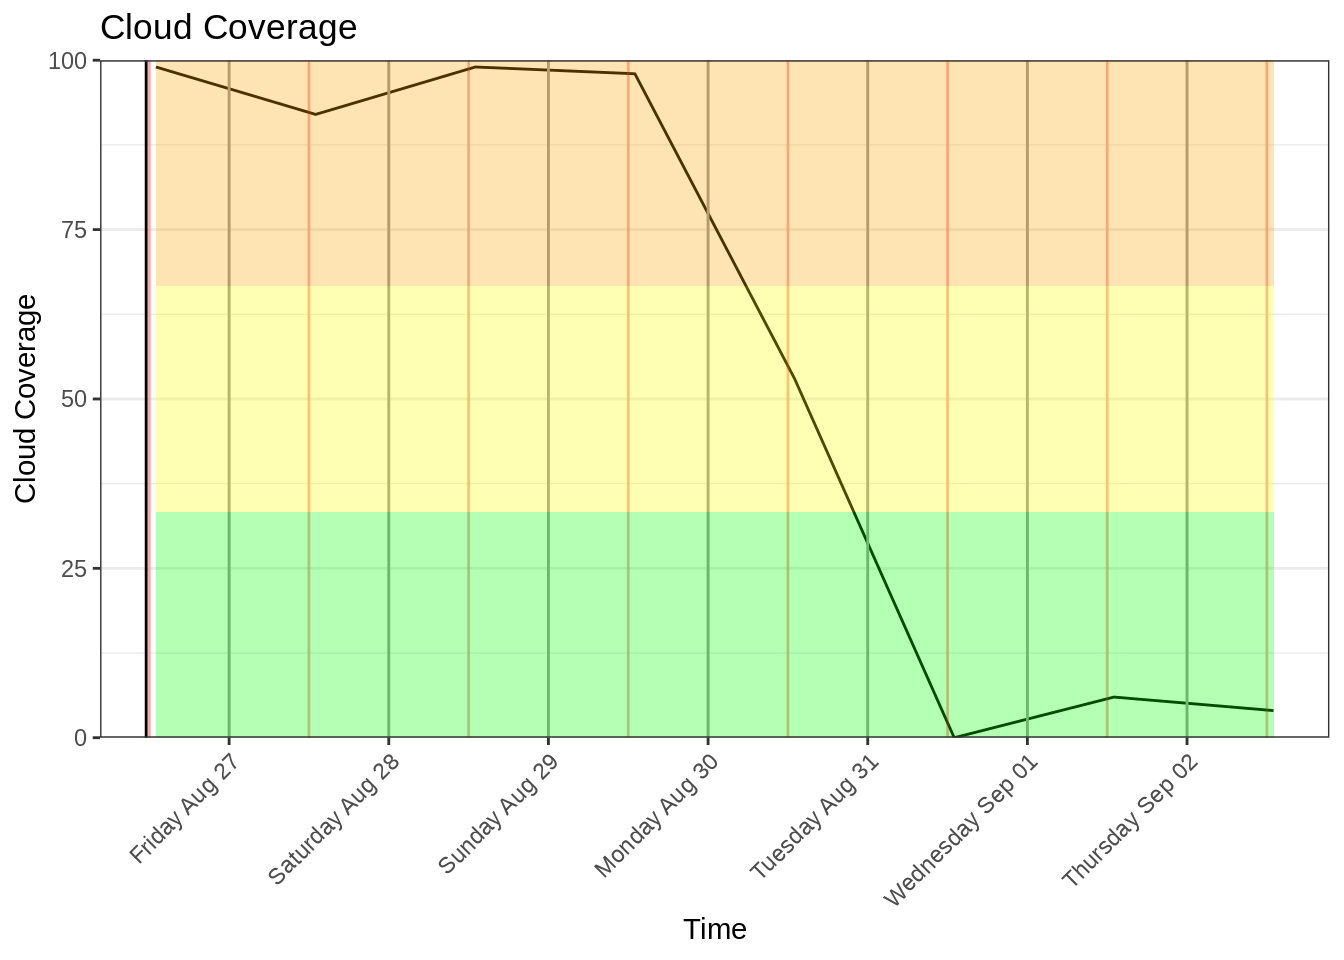 Cloud Coverage
100
75
50
25
0
Cloud Coverage
Friday Aug 27
Saturday Aug 28
Sunday Aug 29
Monday Aug 30
Tuesday Aug 31
Wednesday Sep 01
Thursday Sep 02
Time